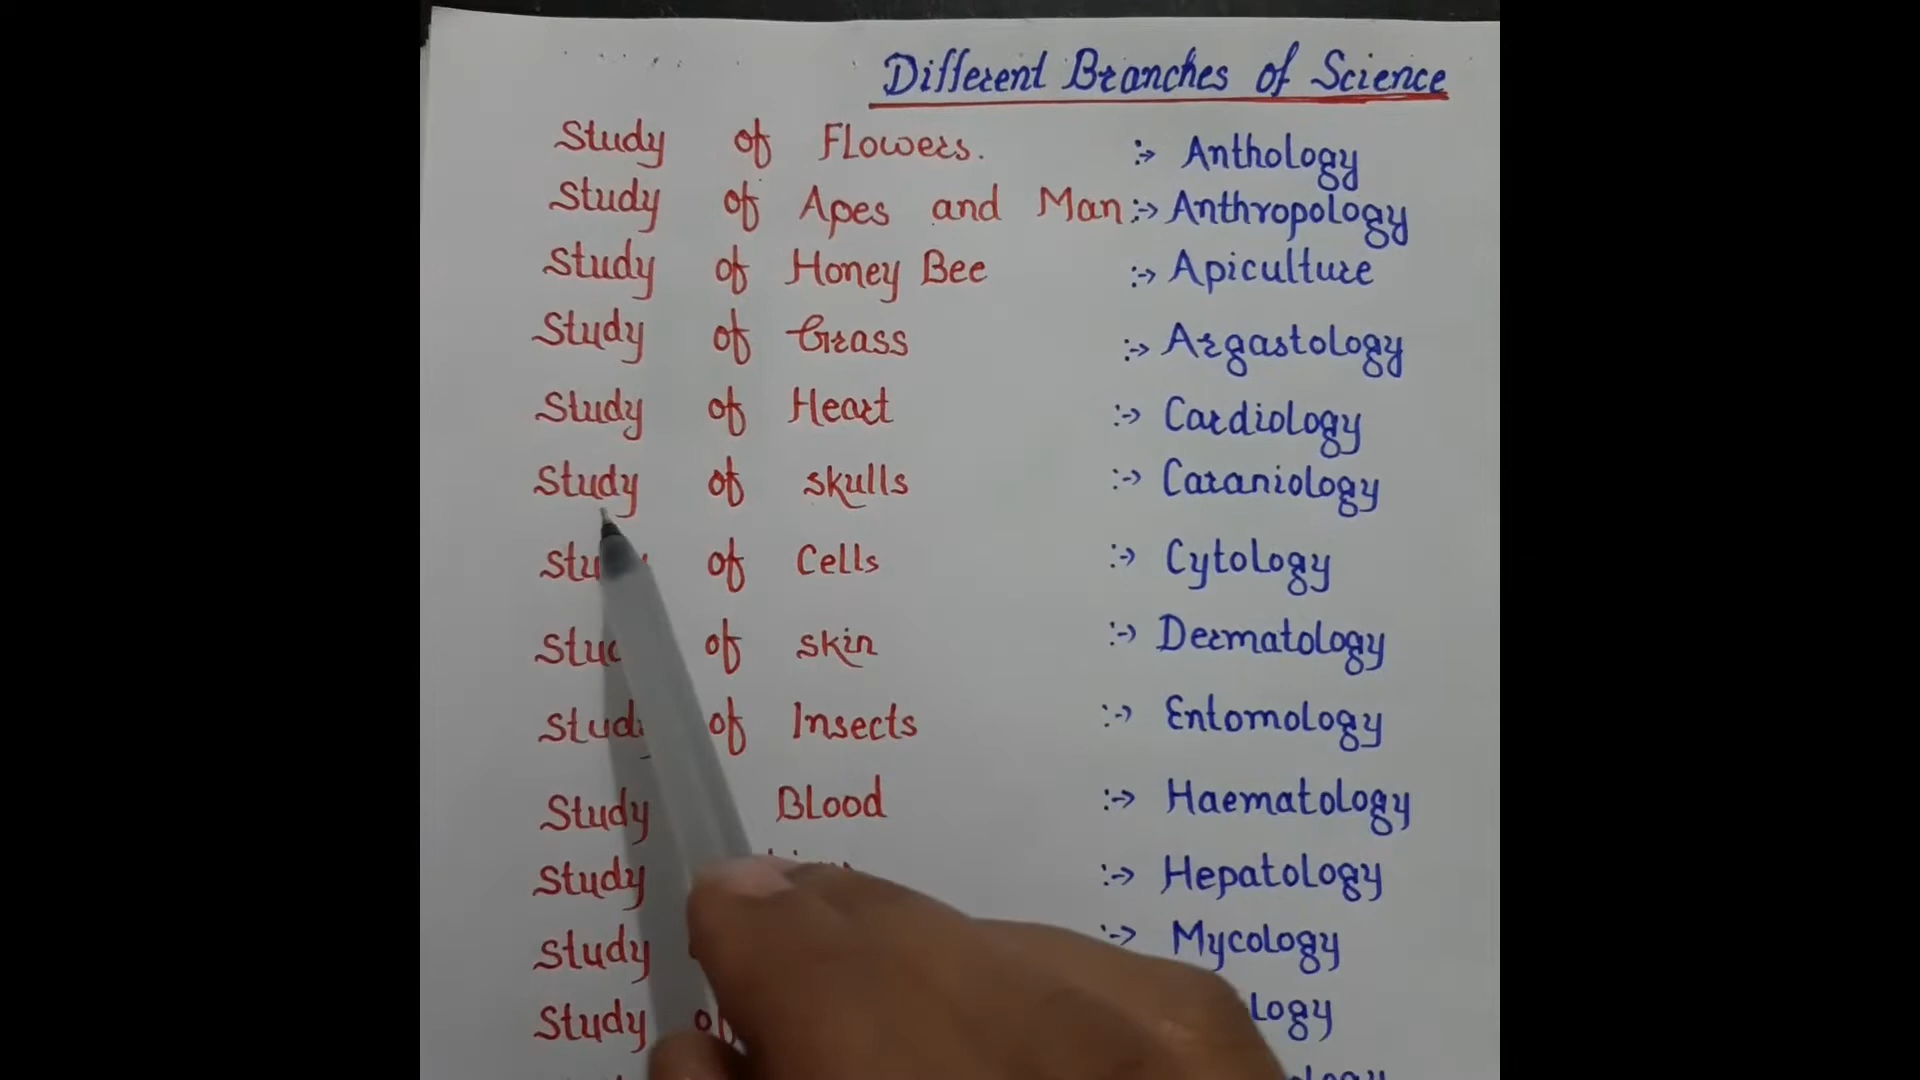 Different Branches of Science
Study of Flowers. :-> Anthology
Study of Apes and Man :-> Anthropology
Study of Honey Bee :-> Apiculture
Study of Grass :-> Argastology
Study of Heart :-> Cardiology
Study of skulls :-> Caraniology
Study of Cells :-> Cytology
of skin :-> Dermatology
of Insects :-> Entomology
Study Blood :-> Haematology
Study :-> Hepatology
Study :-> Mycology
Study of